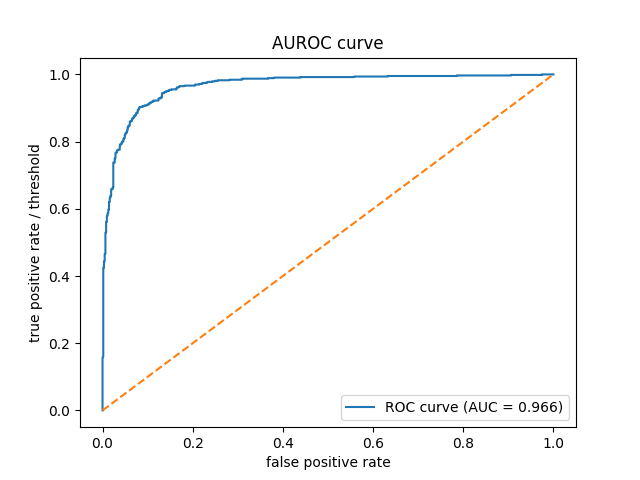 AUROC curve
true positive rate / threshold
1.0
0.8
0.6
0.4
0.2
0.0
ROC curve (AUC = 0.966)
0.0 0.2 0.4 0.6 0.8 1.0
false positive rate